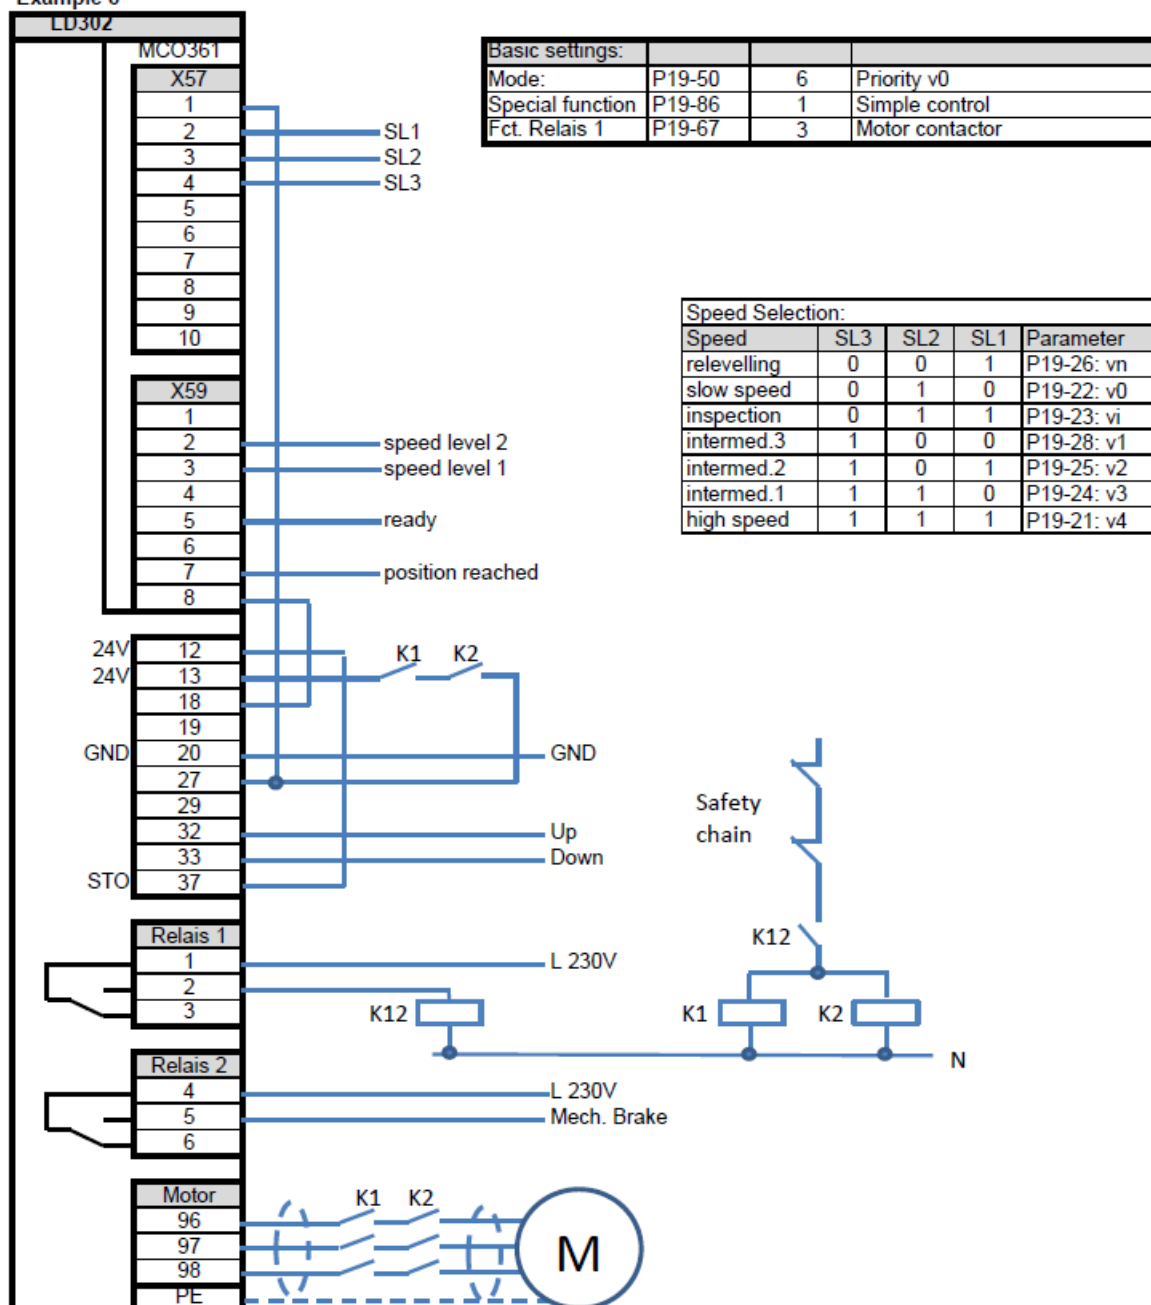 LD302
MCO361
X57
1
2 SL1
3 SL2
4 SL3
5
6
7
8
9
10
Basic settings:
Mode: P19-50 6 Priority v0
Special function P19-86 1 Simple control
Fct. Relais 1 P19-67 3 Motor contactor
Speed Selection:
Speed SL3 SL2 SL1 Parameter
relevelling 0 0 1 P19-26: vn
slow speed 0 1 0 P19-22: v0
inspection 0 1 1 P19-23: vi
intermed.3 1 0 0 P19-28: v1
intermed.2 1 0 1 P19-25: v2
intermed.1 1 1 0 P19-24: v3
high speed 1 1 1 P19-21: v4
X59
1
2 speed level 2
3 speed level 1
4
5 ready
6
7 position reached
8
24V 12
24V 13 K1 K2
18
19
GND 20 GND
27
29
32 Up
33 Down
STO 37
Safety
chain
K12
K1 K2
N
Relais 1
1 L 230V
2
3 K12
Relais 2
4 L 230V
5 Mech. Brake
6
Motor
96 K1 K2
97
98
PE
M